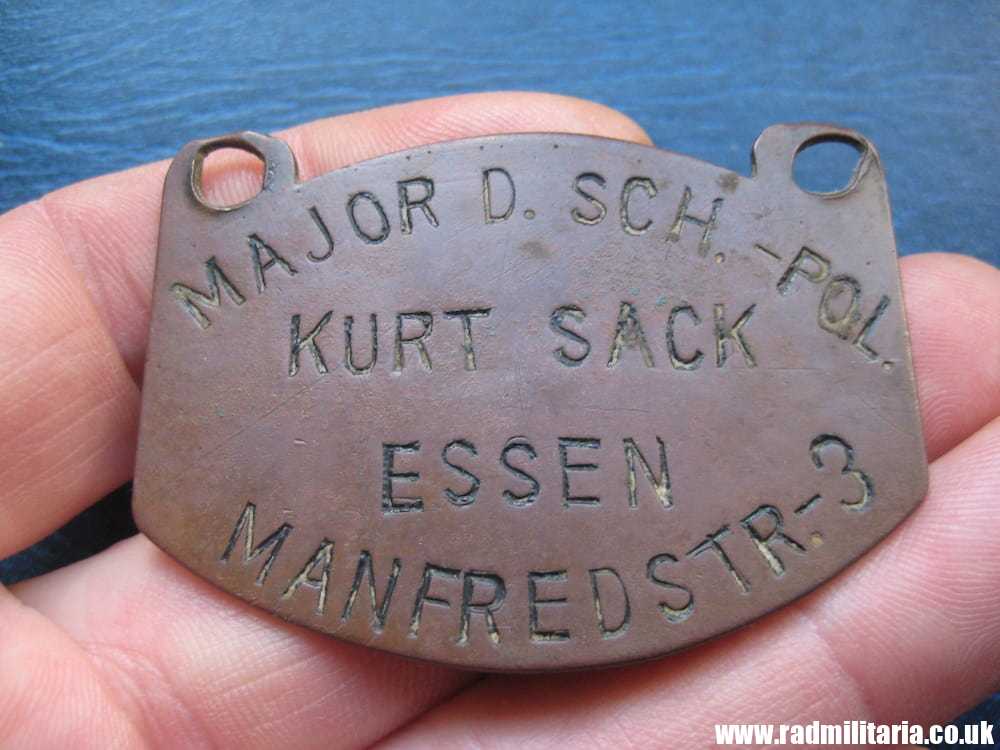 MAJOR D. SCH.-POL.
KURT SACK
ESSEN
MANFREDSTR.-3
www.radmilitaria.co.uk